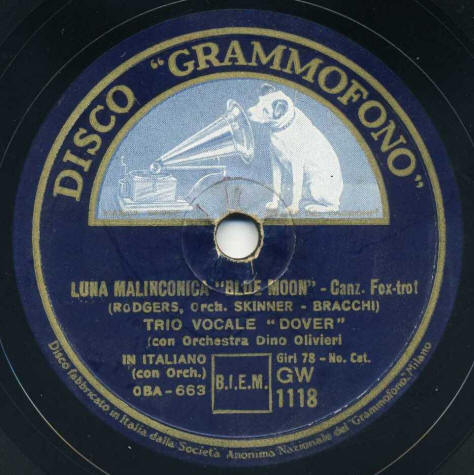 DISCO "GRAMMOFONO"
LUNA MALINCONICA "BLUE MOON" - Canz. Fox-trot
(RODGERS, Orch. SKINNER - BRACCHI)
TRIO VOCALE "DOVER"
(con Orchestra Dino Olivieri
IN ITALIANO
(con Orch.)
OBA-663
B.I.E.M.
Giri 78 - No. Cat.
GW
1118
Disco fabbricato in Italia dalla Società Anonima Nazionale del "Grammofono", Milano